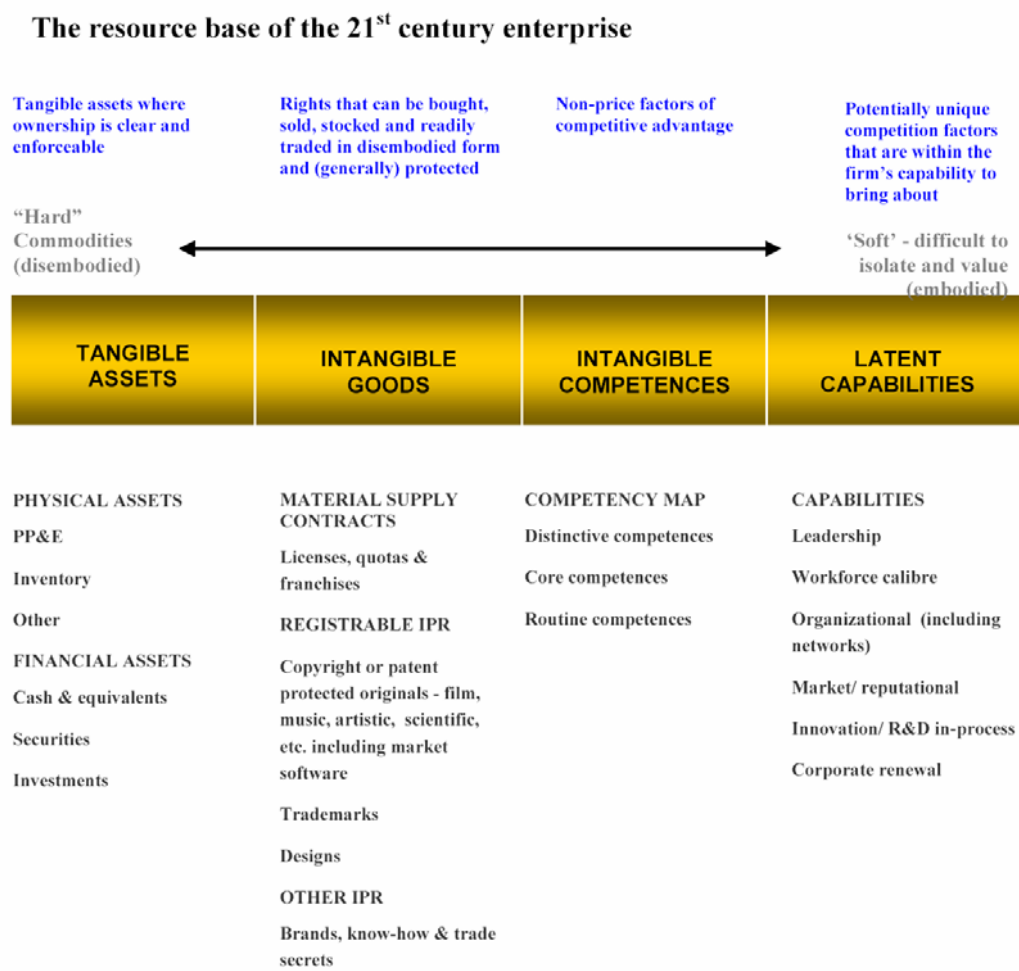 The resource base of the 21st century enterprise
Tangible assets where
ownership is clear and
enforceable
Rights that can be bought,
sold, stocked and readily
traded in disembodied form
and (generally) protected
Non-price factors of
competitive advantage
Potentially unique
competition factors
that are within the
firm's capability to
bring about
“Hard”
Commodities
(disembodied)
‘Soft’ - difficult to
isolate and value
(embodied)
TANGIBLE
ASSETS
INTANGIBLE
GOODS
INTANGIBLE
COMPETENCES
LATENT
CAPABILITIES
PHYSICAL ASSETS
PP&E
Inventory
Other
FINANCIAL ASSETS
Cash & equivalents
Securities
Investments
MATERIAL SUPPLY
CONTRACTS
Licenses, quotas &
franchises
REGISTRABLE IPR
Copyright or patent
protected originals - film,
music, artistic, scientific,
etc. including market
software
Trademarks
Designs
OTHER IPR
Brands, know-how & trade
secrets
COMPETENCY MAP
Distinctive competences
Core competences
Routine competences
CAPABILITIES
Leadership
Workforce calibre
Organizational (including
networks)
Market/ reputational
Innovation/ R&D in-process
Corporate renewal